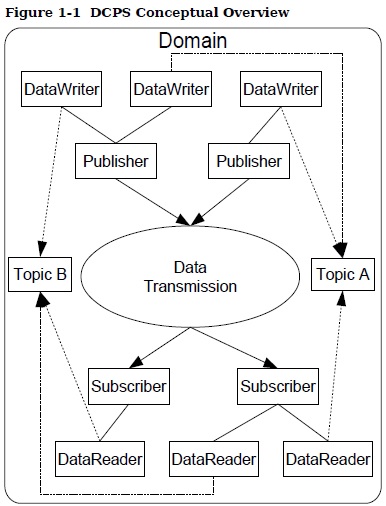 Figure 1-1  DCPS Conceptual Overview
Domain
DataWriter
DataWriter
DataWriter
Publisher
Publisher
Topic B
Data
Transmission
Topic A
Subscriber
Subscriber
DataReader
DataReader
DataReader